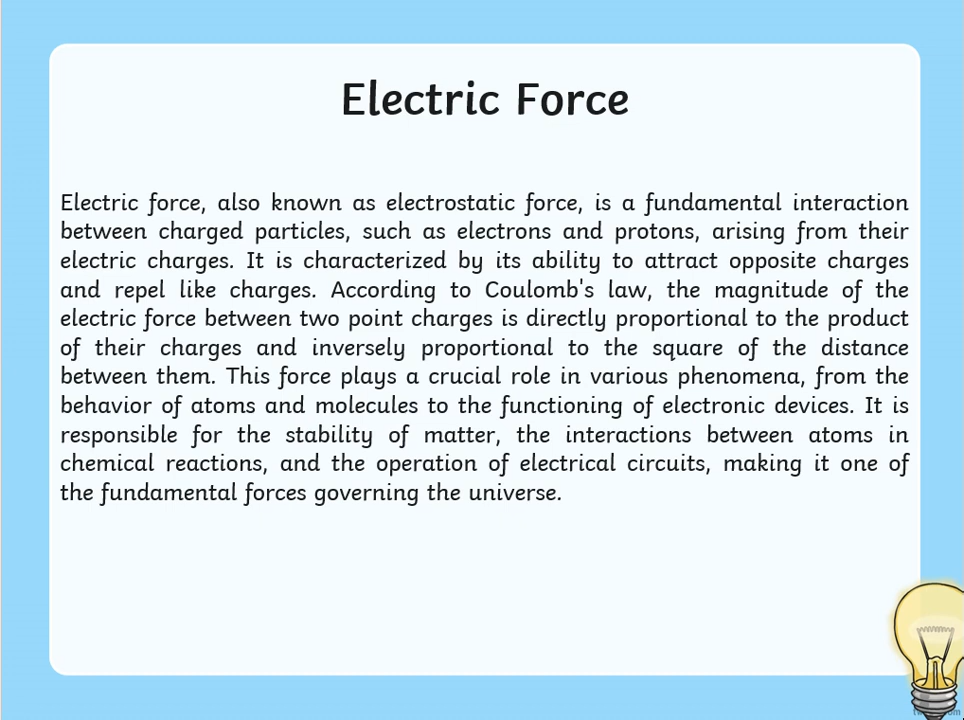 Electric Force
Electric force, also known as electrostatic force, is a fundamental interaction
between charged particles, such as electrons and protons, arising from their
electric charges. It is characterized by its ability to attract opposite charges
and repel like charges. According to Coulomb's law, the magnitude of the
electric force between two point charges is directly proportional to the product
of their charges and inversely proportional to the square of the distance
between them. This force plays a crucial role in various phenomena, from the
behavior of atoms and molecules to the functioning of electronic devices. It is
responsible for the stability of matter, the interactions between atoms in
chemical reactions, and the operation of electrical circuits, making it one of
the fundamental forces governing the universe.